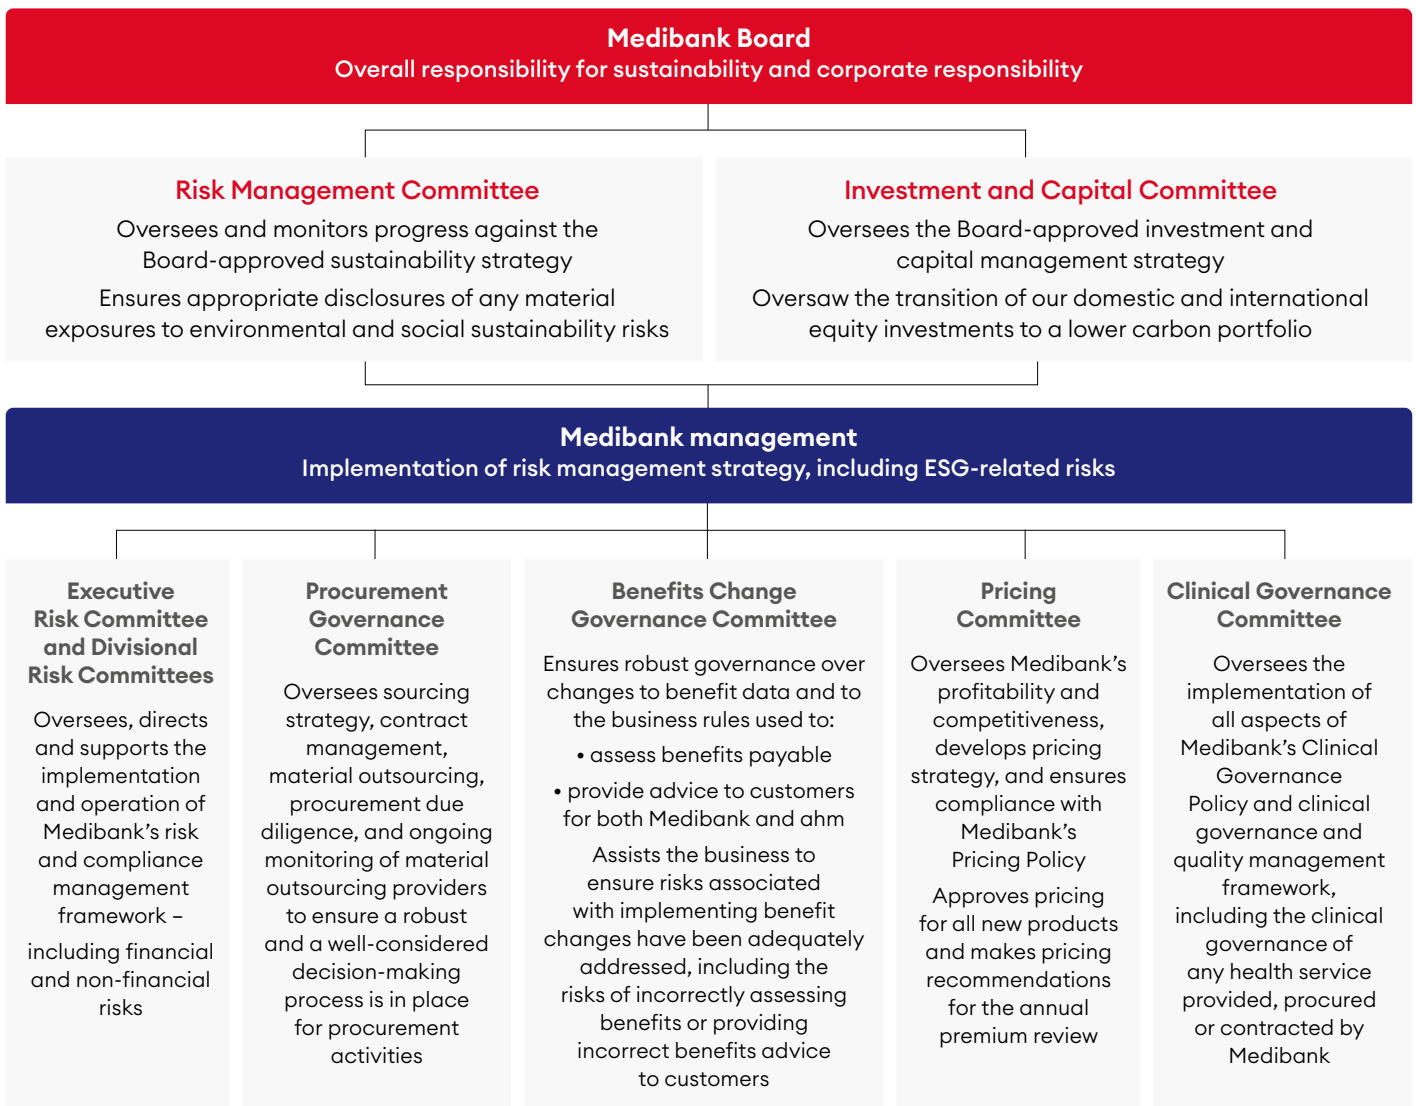 Medibank Board
Overall responsibility for sustainability and corporate responsibility
Risk Management Committee
Oversees and monitors progress against the
Board-approved sustainability strategy
Ensures appropriate disclosures of any material
exposures to environmental and social sustainability risks
Investment and Capital Committee
Oversees the Board-approved investment and
capital management strategy
Oversaw the transition of our domestic and international
equity investments to a lower carbon portfolio
Medibank management
Implementation of risk management strategy, including ESG-related risks
Executive
Risk Committee
and Divisional
Risk Committees
Oversees, directs
and supports the
implementation
and operation of
Medibank’s risk
and compliance
management
framework –
including financial
and non-financial
risks
Procurement
Governance
Committee
Oversees sourcing
strategy, contract
management,
material outsourcing,
procurement due
diligence, and ongoing
monitoring of material
outsourcing providers
to ensure a robust
and a well-considered
decision-making
process is in place
for procurement
activities
Benefits Change
Governance Committee
Ensures robust governance over
changes to benefit data and to
the business rules used to:
• assess benefits payable
• provide advice to customers
for both Medibank and ahm
Assists the business to
ensure risks associated
with implementing benefit
changes have been adequately
addressed, including the
risks of incorrectly assessing
benefits or providing
incorrect benefits advice
to customers
Pricing
Committee
Oversees Medibank’s
profitability and
competitiveness,
develops pricing
strategy, and ensures
compliance with
Medibank’s
Pricing Policy
Approves pricing
for all new products
and makes pricing
recommendations
for the annual
premium review
Clinical Governance
Committee
Oversees the
implementation of
all aspects of
Medibank’s Clinical
Governance
Policy and clinical
governance and
quality management
framework,
including the clinical
governance of
any health service
provided, procured
or contracted by
Medibank